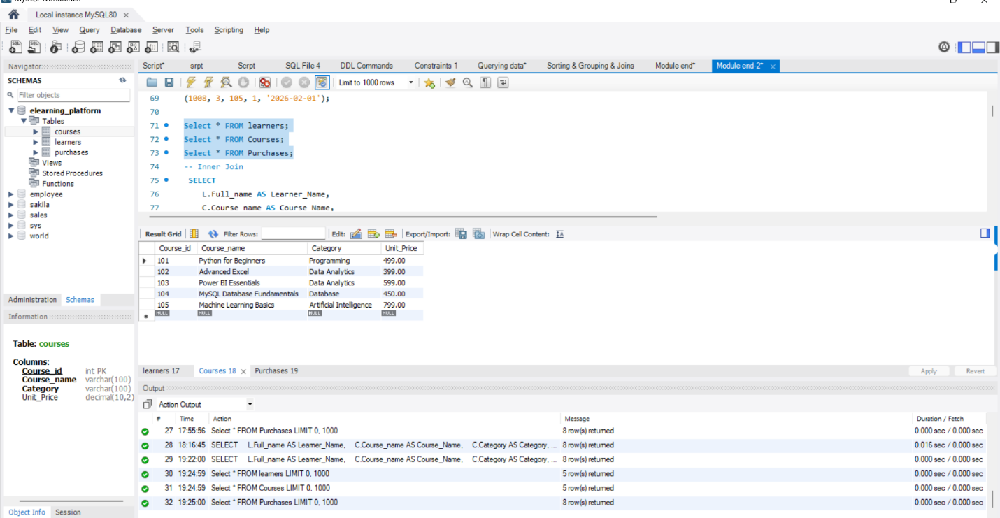 MySQL Workbench
Local instance MySQL80 ×
File Edit View Query Database Server Tools Scripting Help
Navigator
SCHEMAS
Filter objects
elearning_platform
Tables
courses
learners
purchases
Views
Stored Procedures
Functions
employee
sakila
sales
sys
world
Administration Schemas
Information
Table: courses
Columns:
Course_id int PK
Course_name varchar(100)
Category varchar(100)
Unit_Price decimal(10,2)
Object Info Session
Script* srpt Scrpt SQL File 4 DDL Commands Constraints 1 Querying data* Sorting & Grouping & Joins Module end* Module end-2* ×
Limit to 1000 rows
69 (1008, 3, 105, 1, '2026-02-01');
70
71 Select * FROM learners;
72 Select * FROM Courses;
73 Select * FROM Purchases;
74 -- Inner Join
75 SELECT
76 L.Full_name AS Learner_Name,
77 C.Course_name AS Course_Name,
Result Grid Filter Rows: Edit: Export/Import: Wrap Cell Content:
Course_id Course_name Category Unit_Price
101 Python for Beginners Programming 499.00
102 Advanced Excel Data Analytics 399.00
103 Power BI Essentials Data Analytics 599.00
104 MySQL Database Fundamentals Database 450.00
105 Machine Learning Basics Artificial Intelligence 799.00
NULL NULL NULL NULL
learners 17 Courses 18 × Purchases 19 Apply Revert
Output
Action Output
# Time Action Message Duration / Fetch
27 17:55:56 Select * FROM Purchases LIMIT 0, 1000 8 row(s) returned 0.000 sec / 0.000 sec
28 18:16:45 SELECT L.Full_name AS Learner_Name, C.Course_name AS Course_Name, C.Category AS Category, ... 8 row(s) returned 0.016 sec / 0.000 sec
29 19:22:00 SELECT L.Full_name AS Learner_Name, C.Course_name AS Course_Name, C.Category AS Category, ... 8 row(s) returned 0.000 sec / 0.000 sec
30 19:24:59 Select * FROM learners LIMIT 0, 1000 5 row(s) returned 0.000 sec / 0.000 sec
31 19:24:59 Select * FROM Courses LIMIT 0, 1000 5 row(s) returned 0.000 sec / 0.000 sec
32 19:25:00 Select * FROM Purchases LIMIT 0, 1000 8 row(s) returned 0.000 sec / 0.000 sec